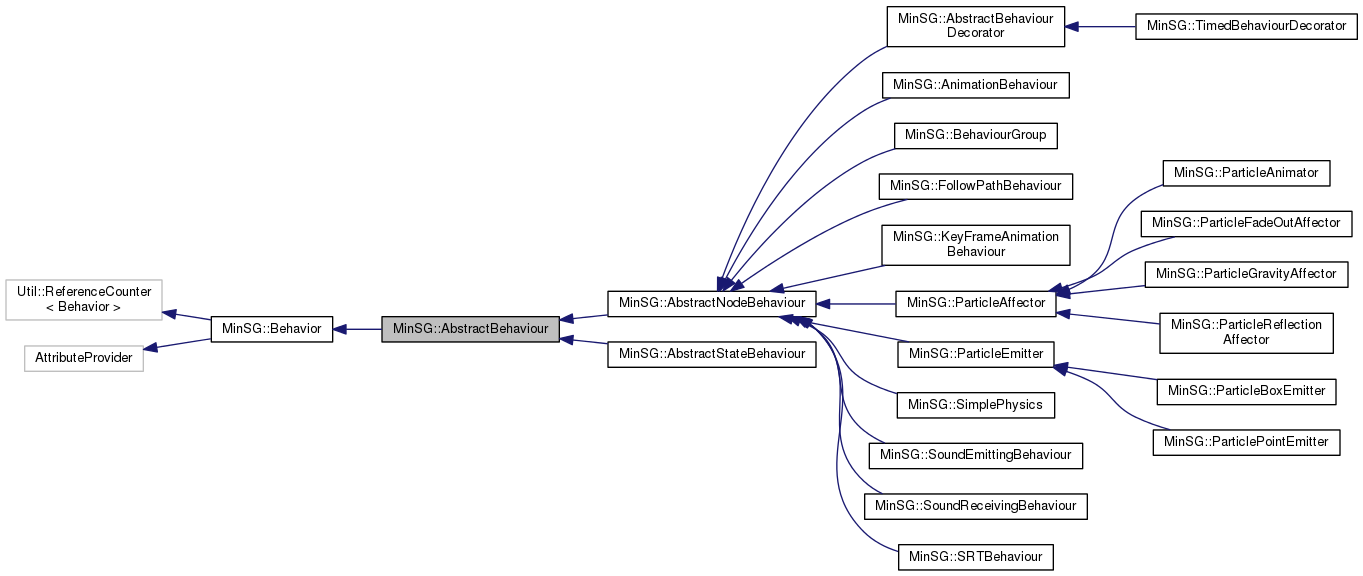 Util::ReferenceCounter
< Behavior >
AttributeProvider
MinSG::Behavior
MinSG::AbstractBehaviour
MinSG::AbstractNodeBehaviour
MinSG::AbstractStateBehaviour
MinSG::AbstractBehaviour
Decorator
MinSG::AnimationBehaviour
MinSG::BehaviourGroup
MinSG::FollowPathBehaviour
MinSG::KeyFrameAnimation
Behaviour
MinSG::ParticleAffector
MinSG::ParticleEmitter
MinSG::SimplePhysics
MinSG::SoundEmittingBehaviour
MinSG::SoundReceivingBehaviour
MinSG::SRTBehaviour
MinSG::TimedBehaviourDecorator
MinSG::ParticleAnimator
MinSG::ParticleFadeOutAffector
MinSG::ParticleGravityAffector
MinSG::ParticleReflection
Affector
MinSG::ParticleBoxEmitter
MinSG::ParticlePointEmitter